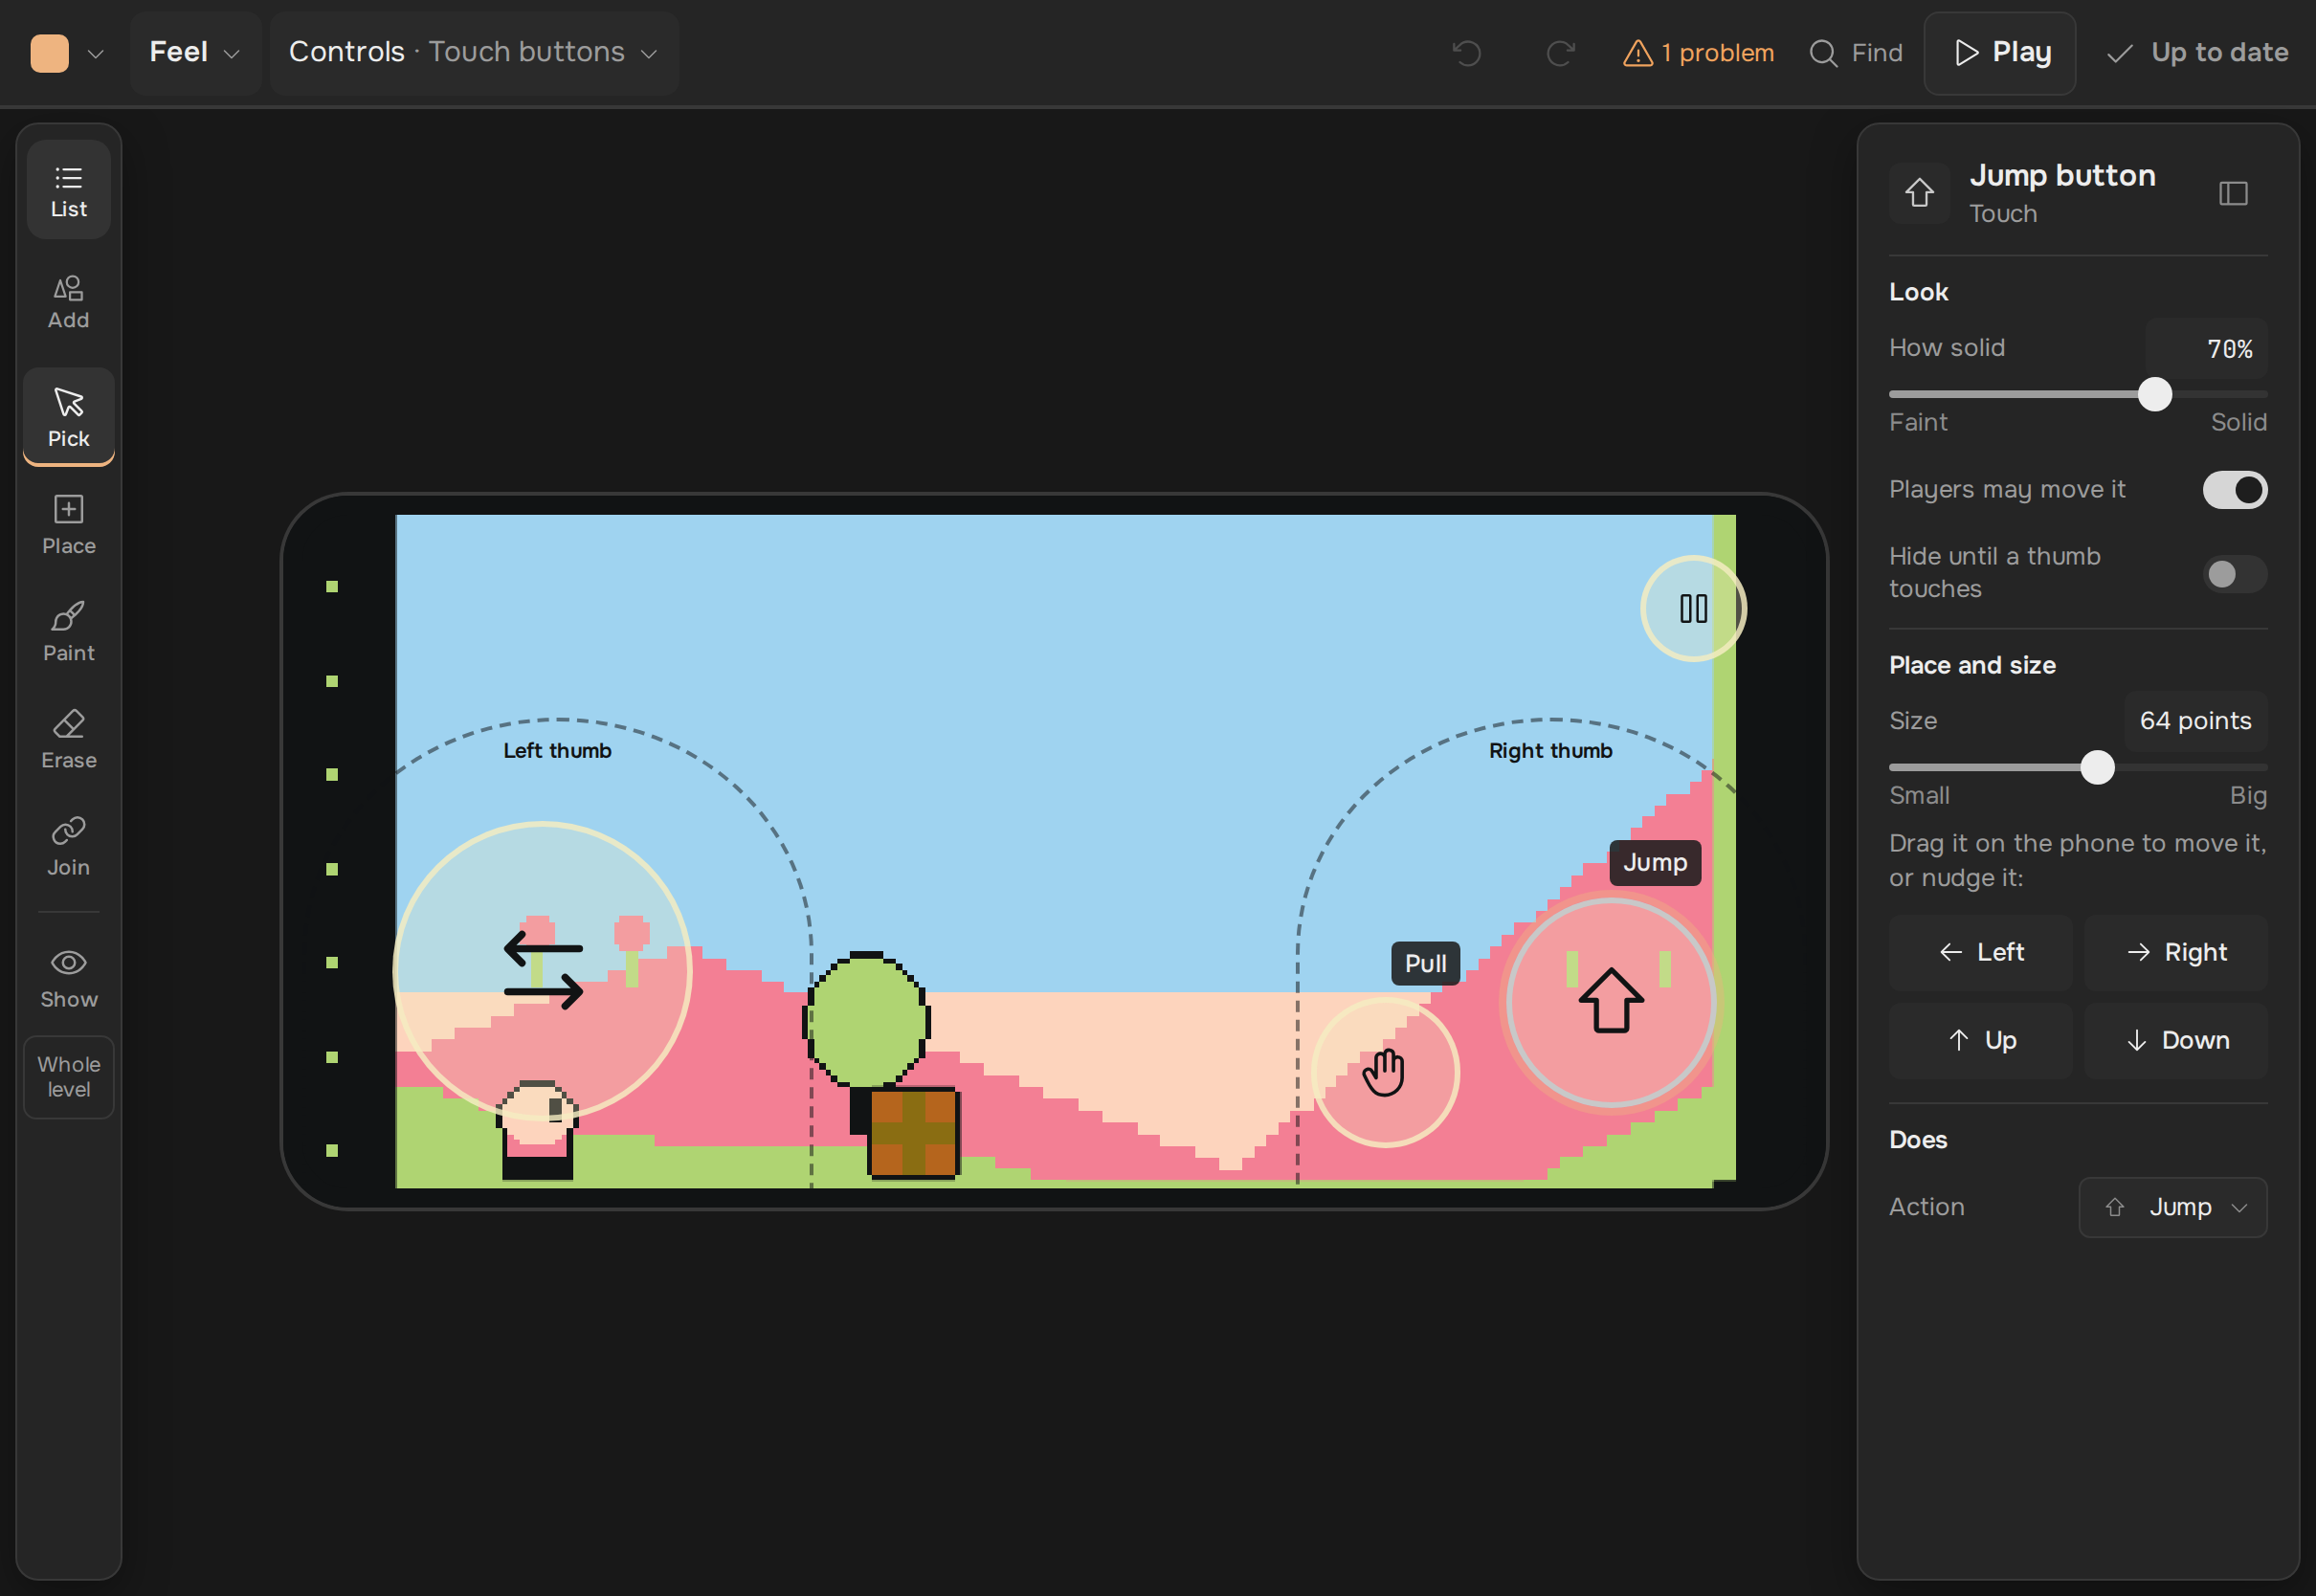 Feel
Controls · Touch buttons
1 problem
Find
Play
Up to date
List
Add
Pick
Place
Paint
Erase
Join
Show
Whole
level
Left thumb
Right thumb
Jump
Pull
Jump button
Touch
Look
How solid
70%
Faint
Solid
Players may move it
Hide until a thumb
touches
Place and size
Size
64 points
Small
Big
Drag it on the phone to move it,
or nudge it:
Left
Right
Up
Down
Does
Action
Jump